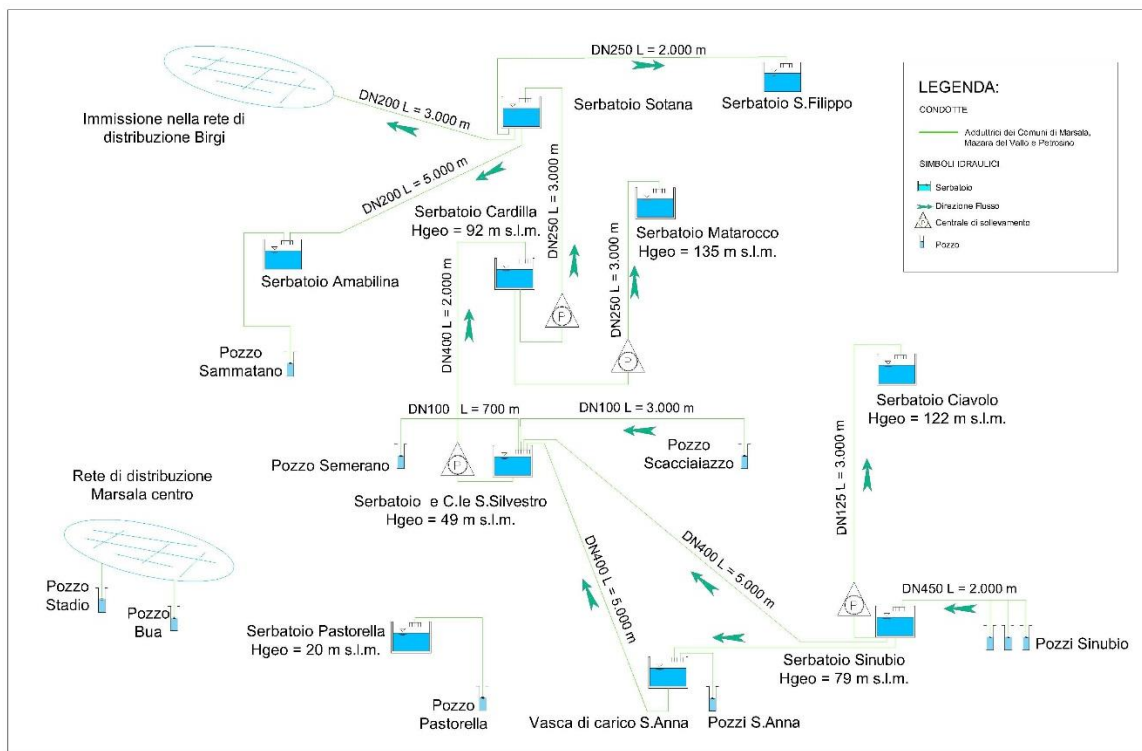 DN250 L = 2.000 m
Serbatoio Sotana
Serbatoio S.Filippo
DN200 L = 3.000 m
Immissione nella rete di
distribuzione Birgi
DN200 L = 5.000 m
DN250 L = 3.000 m
Serbatoio Cardilla
Hgeo = 92 m s.l.m.
Serbatoio Matarocco
Hgeo = 135 m s.l.m.
Serbatoio Amabilina
DN400 L = 2.000 m
DN250 L = 3.000 m
P
P
Pozzo
Sammatano
Serbatoio Ciavolo
Hgeo = 122 m s.l.m.
DN100 L = 700 m
DN100 L = 3.000 m
Pozzo Semerano
P
Pozzo
Scacciaiazzo
Serbatoio e C.le S.Silvestro
Hgeo = 49 m s.l.m.
Rete di distribuzione
Marsala centro
DN125 L = 3.000 m
DN400 L = 5.000 m
DN400 L = 5.000 m
Pozzo
Stadio
Pozzo
Bua
P
DN450 L = 2.000 m
Serbatoio Pastorella
Hgeo = 20 m s.l.m.
Pozzi Sinubio
Serbatoio Sinubio
Hgeo = 79 m s.l.m.
Pozzo
Pastorella
Vasca di carico S.Anna
Pozzi S.Anna
LEGENDA:
CONDOTTE
Adduttrici dei Comuni di Marsala,
Mazara del Vallo e Petrosino
SIMBOLI IDRAULICI
Serbatoio
Direzione Flusso
P
Centrale di sollevamento
Pozzo